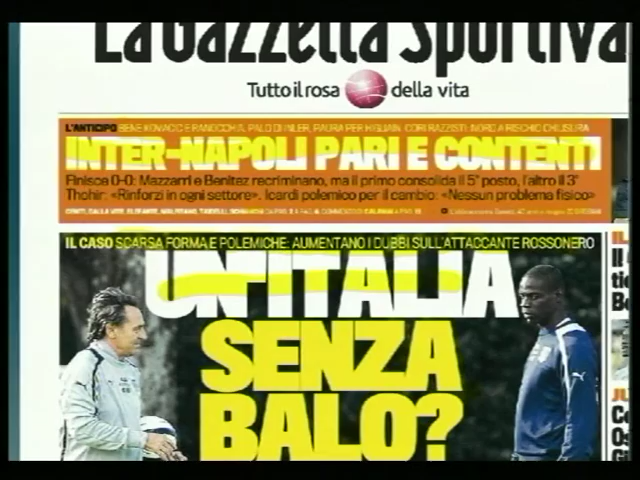 La Gazzetta Sportiva
Tutto il rosa della vita
L'ANTICIPO BENE KOVACIC E RANOCCHIA, PALO DI INLER, PAURA PER HIGUAIN. CORI RAZZISTI: NORD A RISCHIO CHIUSURA
INTER-NAPOLI PARI E CONTENTI
Finisce 0-0: Mazzarri e Benitez recriminano, ma il primo consolida il 5° posto, l'altro il 3°
Thohir: «Rinforzi in ogni settore». Icardi polemico per il cambio: «Nessun problema fisico»
IL CASO SCARSA FORMA E POLEMICHE: AUMENTANO I DUBBI SULL'ATTACCANTE ROSSONERO
UN'ITALIA
SENZA
BALO?